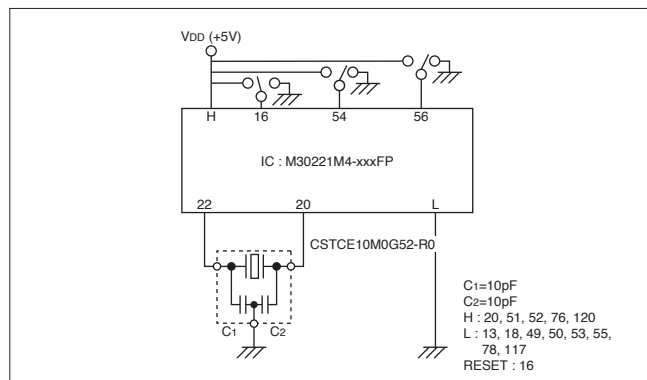 VDD (+5V)
H 16 54 56
IC : M30221M4-xxxFP
22 20 L
CSTCE10M0G52-R0
C1 C2
C1=10pF
C2=10pF
H : 20, 51, 52, 76, 120
L : 13, 18, 49, 50, 53, 55,
78, 117
RESET : 16